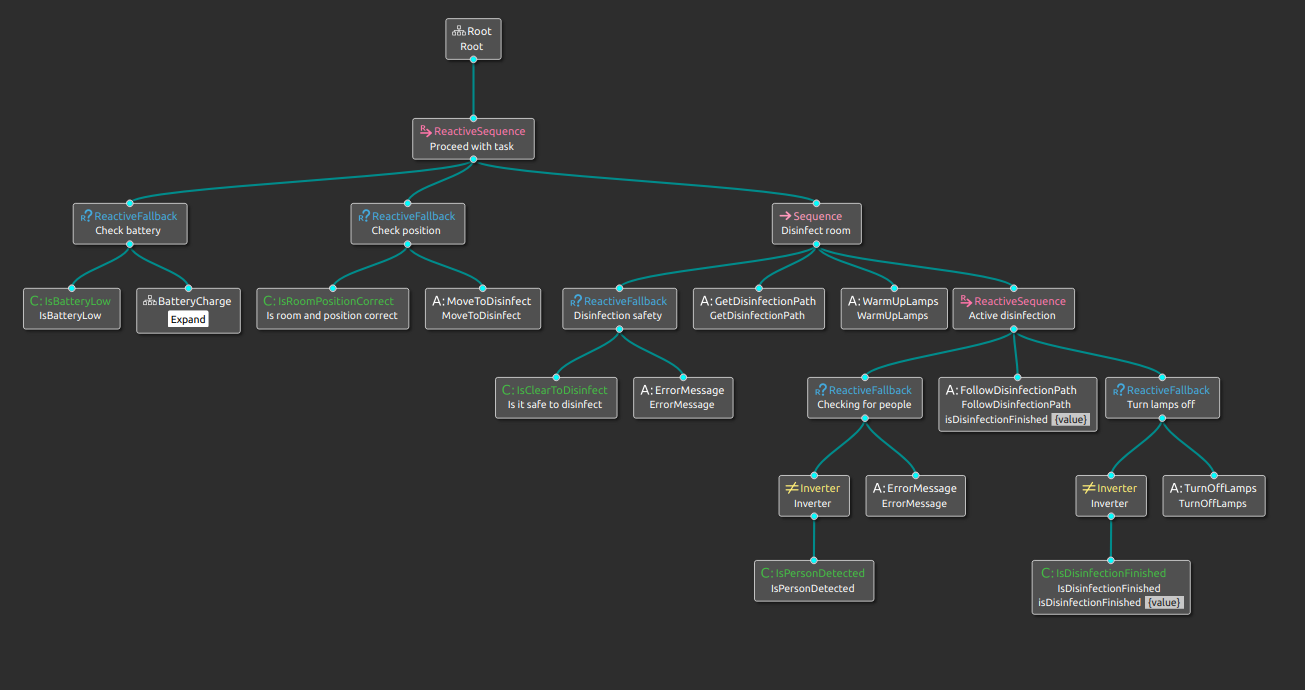 Root
Root
R ReactiveSequence
Proceed with task
R? ReactiveFallback
Check battery
R? ReactiveFallback
Check position
Sequence
Disinfect room
C: IsBatteryLow
IsBatteryLow
BatteryCharge
Expand
C: IsRoomPositionCorrect
Is room and position correct
A: MoveToDisinfect
MoveToDisinfect
R? ReactiveFallback
Disinfection safety
A: GetDisinfectionPath
GetDisinfectionPath
A: WarmUpLamps
WarmUpLamps
R ReactiveSequence
Active disinfection
C: IsClearToDisinfect
Is it safe to disinfect
A: ErrorMessage
ErrorMessage
R? ReactiveFallback
Checking for people
A: FollowDisinfectionPath
FollowDisinfectionPath
isDisinfectionFinished {value}
R? ReactiveFallback
Turn lamps off
Inverter
Inverter
A: ErrorMessage
ErrorMessage
Inverter
Inverter
A: TurnOffLamps
TurnOffLamps
C: IsPersonDetected
IsPersonDetected
C: IsDisinfectionFinished
IsDisinfectionFinished
isDisinfectionFinished {value}